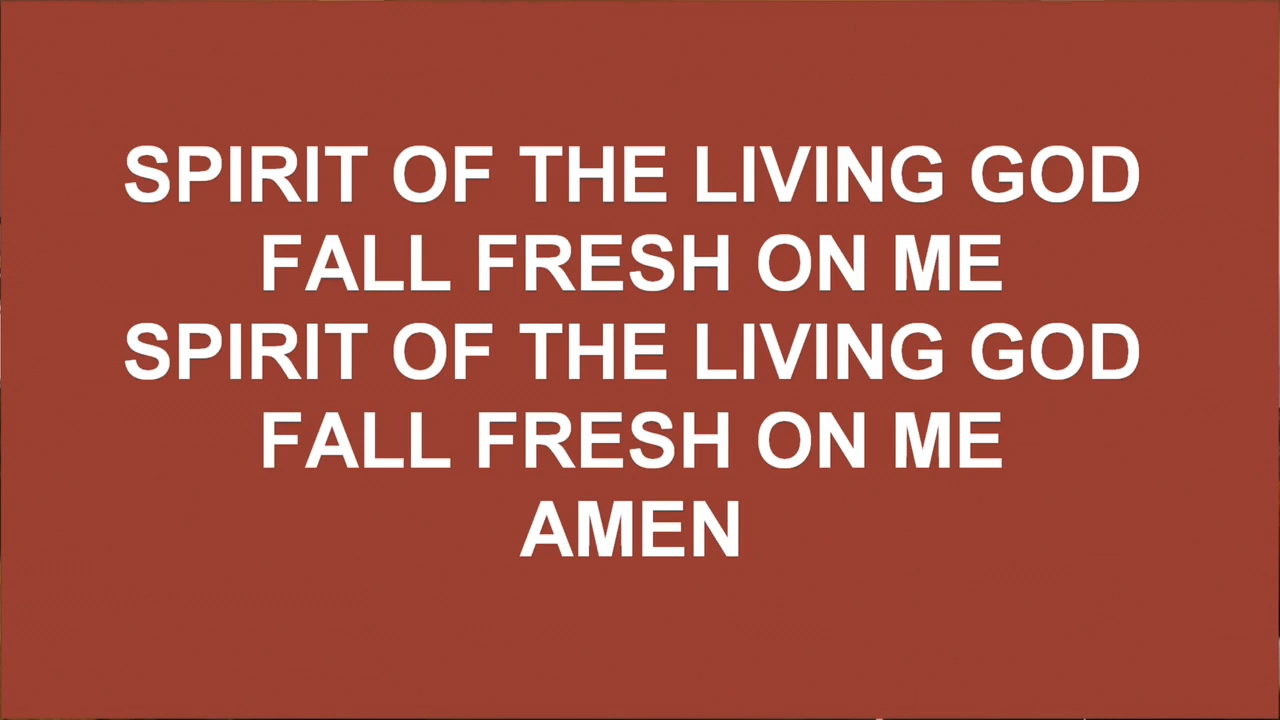 SPIRIT OF THE LIVING GOD
FALL FRESH ON ME
SPIRIT OF THE LIVING GOD
FALL FRESH ON ME
AMEN